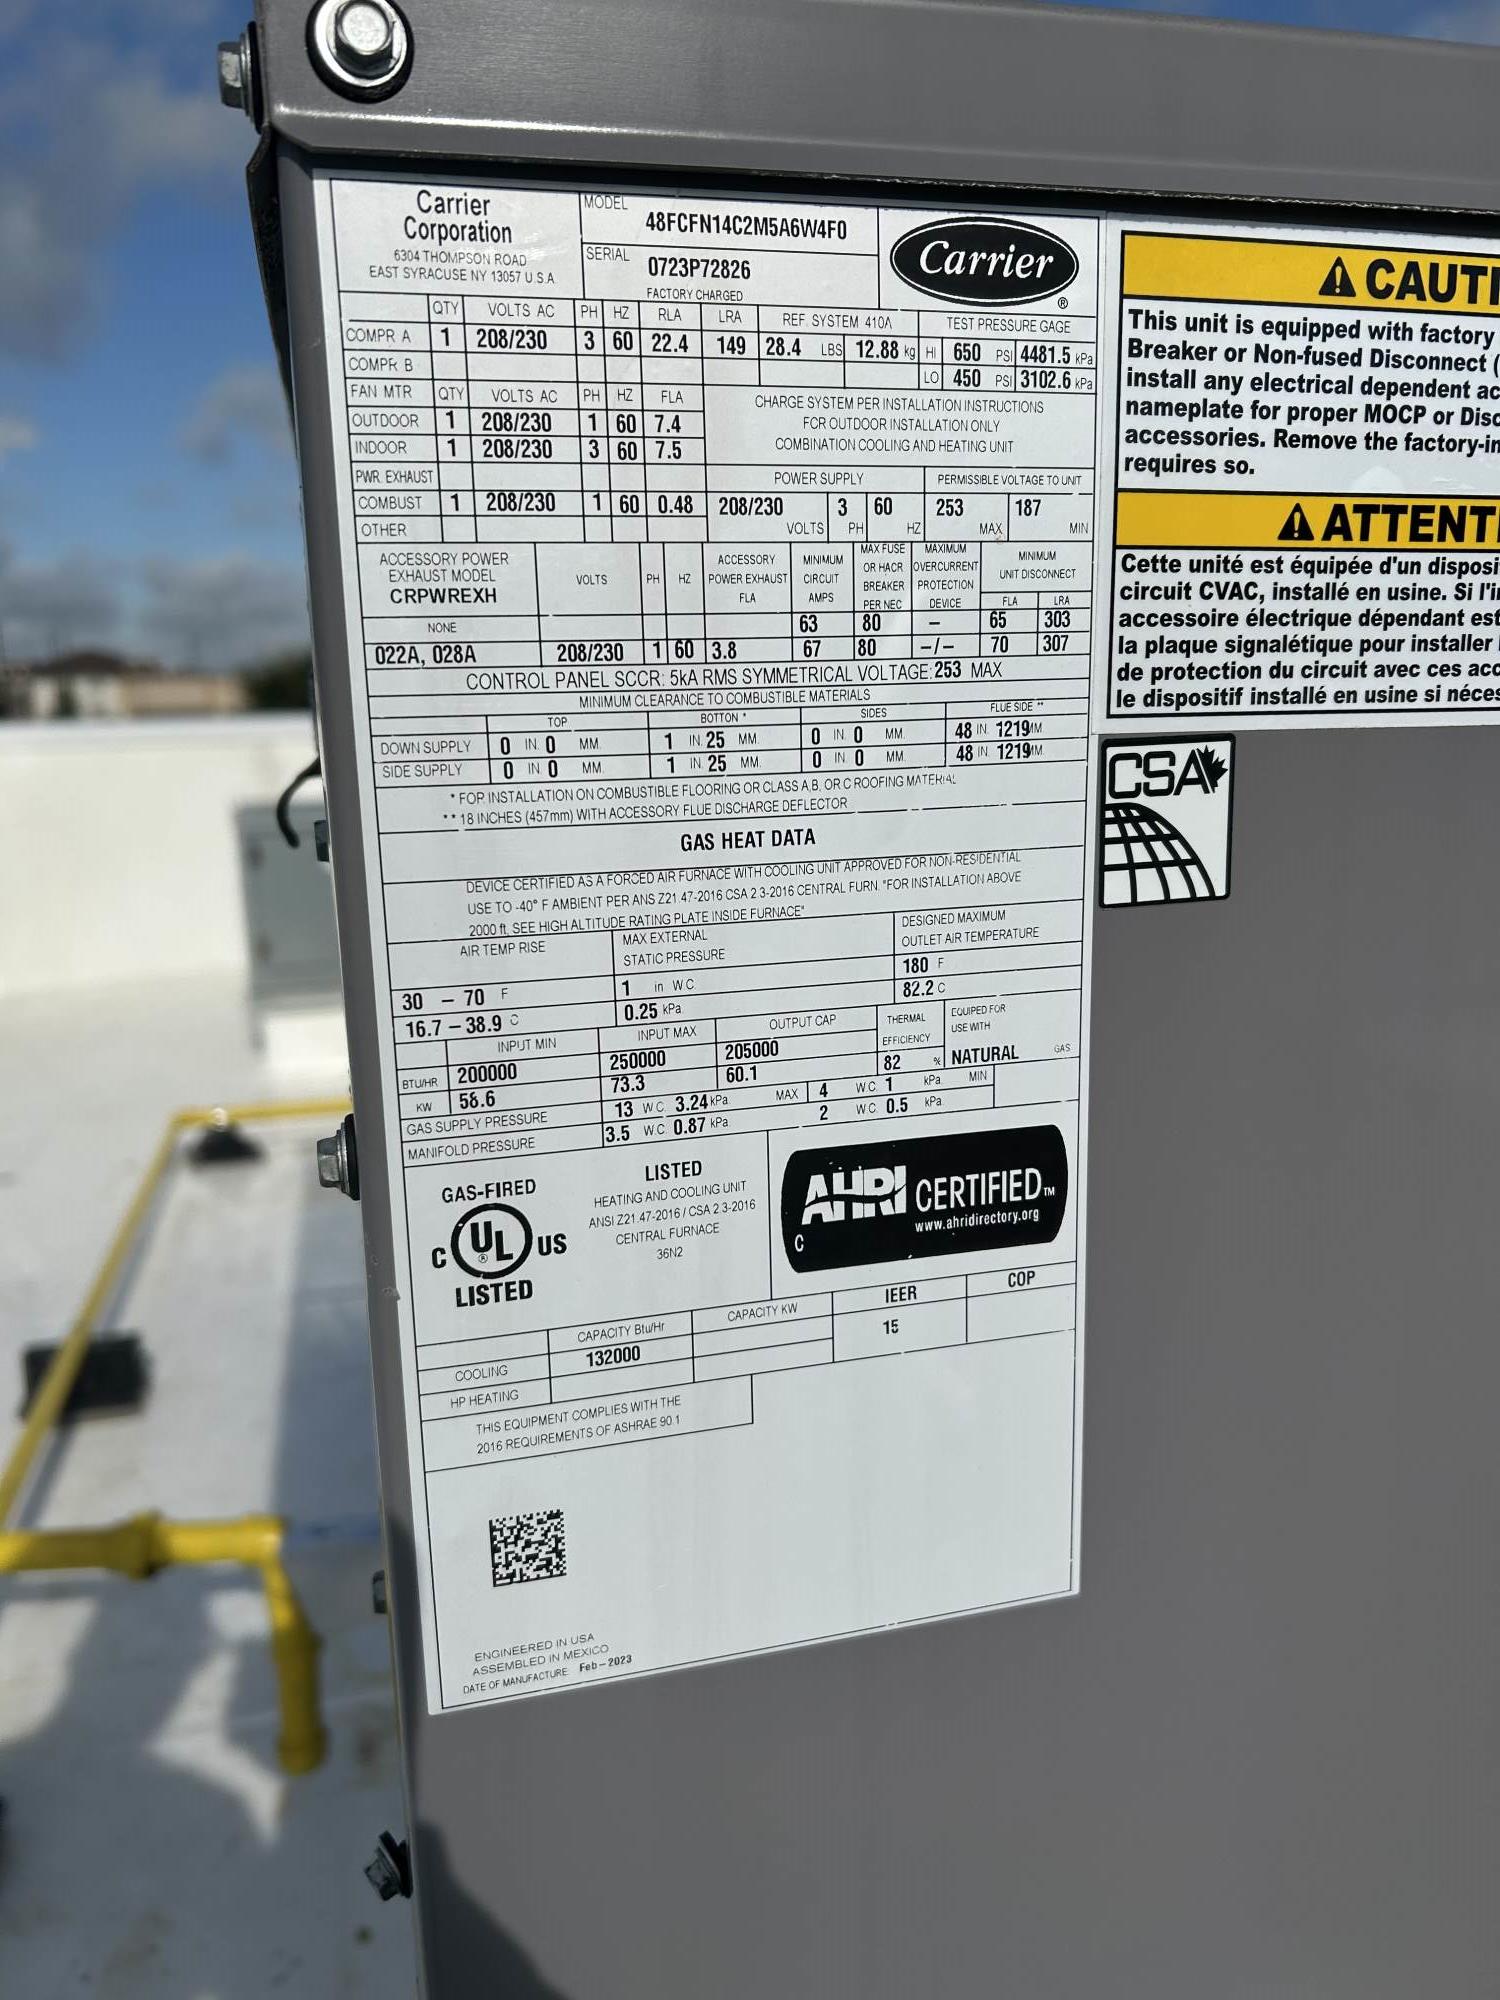 Carrier
Corporation
6304 THOMPSON ROAD
EAST SYRACUSE NY 13057 U.S.A.
MODEL 48FCFN14C2M5A6W4F0
SERIAL 0723P72826
FACTORY CHARGED
Carrier ®
QTY VOLTS AC PH HZ RLA LRA REF. SYSTEM 410A TEST PRESSURE GAGE
COMPR A 1 208/230 3 60 22.4 149 28.4 LBS 12.88 kg HI 650 PSI 4481.5 kPa
COMPR B LO 450 PSI 3102.6 kPa
FAN MTR QTY VOLTS AC PH HZ FLA
OUTDOOR 1 208/230 1 60 7.4
INDOOR 1 208/230 3 60 7.5
CHARGE SYSTEM PER INSTALLATION INSTRUCTIONS
FOR OUTDOOR INSTALLATION ONLY
COMBINATION COOLING AND HEATING UNIT
PWR. EXHAUST POWER SUPPLY PERMISSIBLE VOLTAGE TO UNIT
COMBUST 1 208/230 1 60 0.48 208/230 3 60 253 187
OTHER VOLTS PH HZ MAX MIN
ACCESSORY POWER
EXHAUST MODEL
CRPWREXH
VOLTS PH HZ
ACCESSORY
POWER EXHAUST
FLA
MINIMUM
CIRCUIT
AMPS
MAX FUSE
OR HACR
BREAKER
PER NEC
MAXIMUM
OVERCURRENT
PROTECTION
DEVICE
MINIMUM
UNIT DISCONNECT
FLA LRA
NONE 63 80 – 65 303
022A, 028A 208/230 1 60 3.8 67 80 –/– 70 307
CONTROL PANEL SCCR: 5kA RMS SYMMETRICAL VOLTAGE: 253 MAX
MINIMUM CLEARANCE TO COMBUSTIBLE MATERIALS
TOP BOTTON * SIDES FLUE SIDE **
DOWN SUPPLY 0 IN. 0 MM. 1 IN. 25 MM. 0 IN. 0 MM. 48 IN. 1219MM.
SIDE SUPPLY 0 IN. 0 MM. 1 IN. 25 MM. 0 IN. 0 MM. 48 IN. 1219MM.
* FOR INSTALLATION ON COMBUSTIBLE FLOORING OR CLASS A,B, OR C ROOFING MATERIAL
** 18 INCHES (457mm) WITH ACCESSORY FLUE DISCHARGE DEFLECTOR
GAS HEAT DATA
DEVICE CERTIFIED AS A FORCED AIR FURNACE WITH COOLING UNIT APPROVED FOR NON-RESIDENTIAL
USE TO -40° F AMBIENT PER ANS Z21.47-2016 CSA 2.3-2016 CENTRAL FURN. "FOR INSTALLATION ABOVE
2000 ft, SEE HIGH ALTITUDE RATING PLATE INSIDE FURNACE"
AIR TEMP RISE
MAX EXTERNAL
STATIC PRESSURE
DESIGNED MAXIMUM
OUTLET AIR TEMPERATURE
30 – 70 F 1 in W.C. 180 F
16.7 – 38.9 C 0.25 kPa. 82.2 C
INPUT MIN INPUT MAX OUTPUT CAP THERMAL EFFICIENCY EQUIPED FOR USE WITH
BTU/HR 200000 250000 205000 82 % NATURAL GAS
KW 58.6 73.3 60.1
GAS SUPPLY PRESSURE 13 W.C. 3.24 kPa. MAX 4 W.C. 1 kPa. MIN
MANIFOLD PRESSURE 3.5 W.C. 0.87 kPa. 2 W.C. 0.5 kPa.
GAS-FIRED
C UL ® US
LISTED
LISTED
HEATING AND COOLING UNIT
ANSI Z21.47-2016 / CSA 2.3-2016
CENTRAL FURNACE
36N2
AHRI CERTIFIED TM
www.ahridirectory.org
C
CAPACITY Btu/Hr CAPACITY KW IEER COP
COOLING 132000 15
HP HEATING
THIS EQUIPMENT COMPLIES WITH THE
2016 REQUIREMENTS OF ASHRAE 90.1
ENGINEERED IN USA
ASSEMBLED IN MEXICO
DATE OF MANUFACTURE: Feb–2023
CAUTI
This unit is equipped with factory
Breaker or Non-fused Disconnect (
install any electrical dependent ac
nameplate for proper MOCP or Disc
accessories. Remove the factory-in
requires so.
ATTENTI
Cette unité est équipée d'un disposi
circuit CVAC, installé en usine. Si l'i
accessoire électrique dépendant est
la plaque signalétique pour installer
de protection du circuit avec ces acc
le dispositif installé en usine si néces
CSA